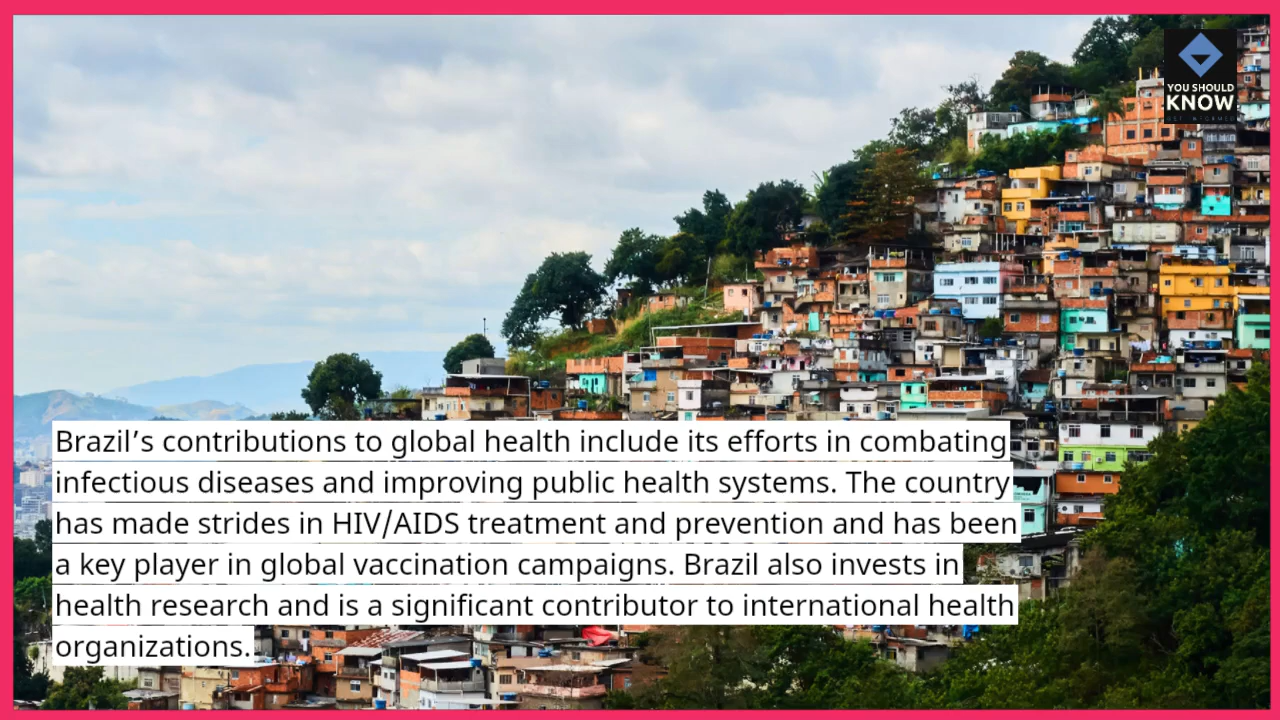 YOU SHOULD
KNOW
GET INFORMED
Brazil’s contributions to global health include its efforts in combating
infectious diseases and improving public health systems. The country
has made strides in HIV/AIDS treatment and prevention and has been
a key player in global vaccination campaigns. Brazil also invests in
health research and is a significant contributor to international health
organizations.